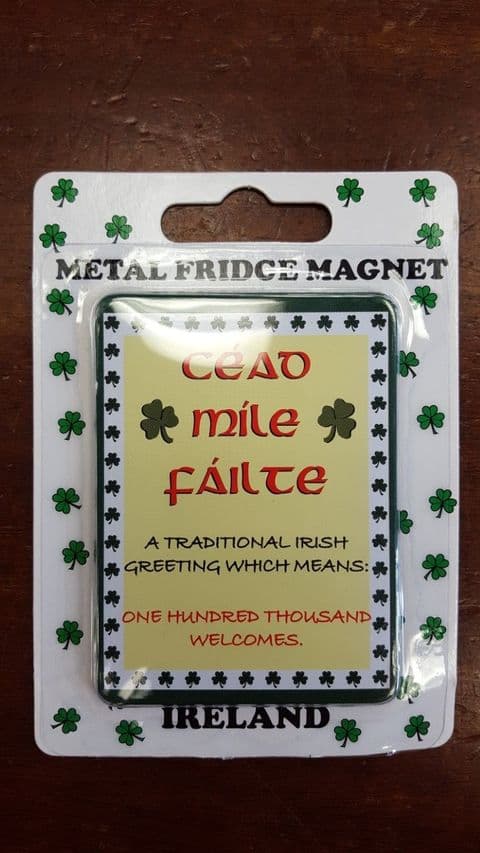 METAL FRIDGE MAGNET
CÉAD
míle
FÁILTE
A TRADITIONAL IRISH
GREETING WHICH MEANS:
ONE HUNDRED THOUSAND
WELCOMES.
IRELAND